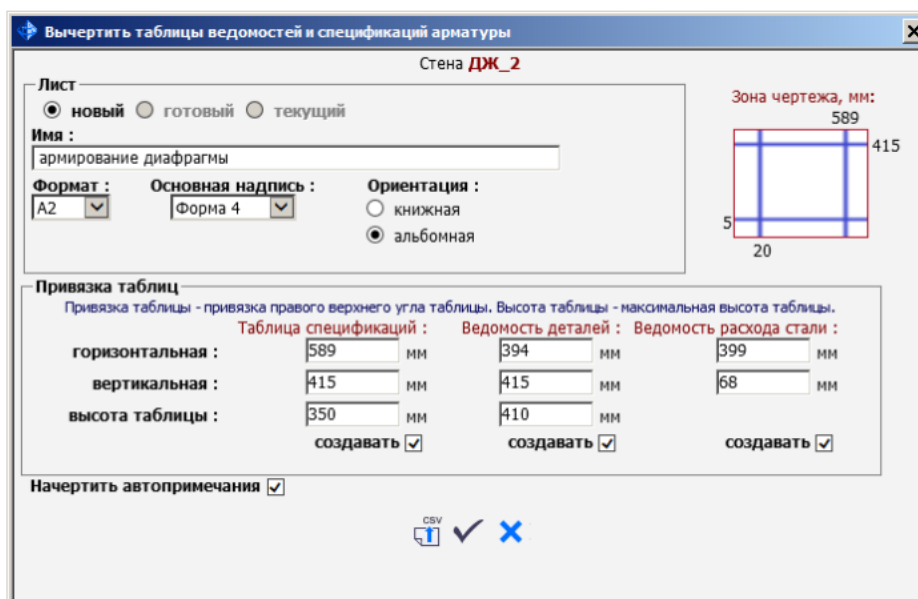 Вычертить таблицы ведомостей и спецификаций арматуры
Стена ДЖ_2
Лист
новый готовый текущий
Имя :
армирование диафрагмы
Формат : Основная надпись : Ориентация :
А2 Форма 4 книжная
альбомная
Зона чертежа, мм:
589
415
5
20
Привязка таблиц
Привязка таблицы - привязка правого верхнего угла таблицы. Высота таблицы - максимальная высота таблицы.
Таблица спецификаций : Ведомость деталей : Ведомость расхода стали :
горизонтальная : 589 мм 394 мм 399 мм
вертикальная : 415 мм 415 мм 68 мм
высота таблицы : 350 мм 410 мм
создавать создавать создавать
Начертить автопримечания
CSV